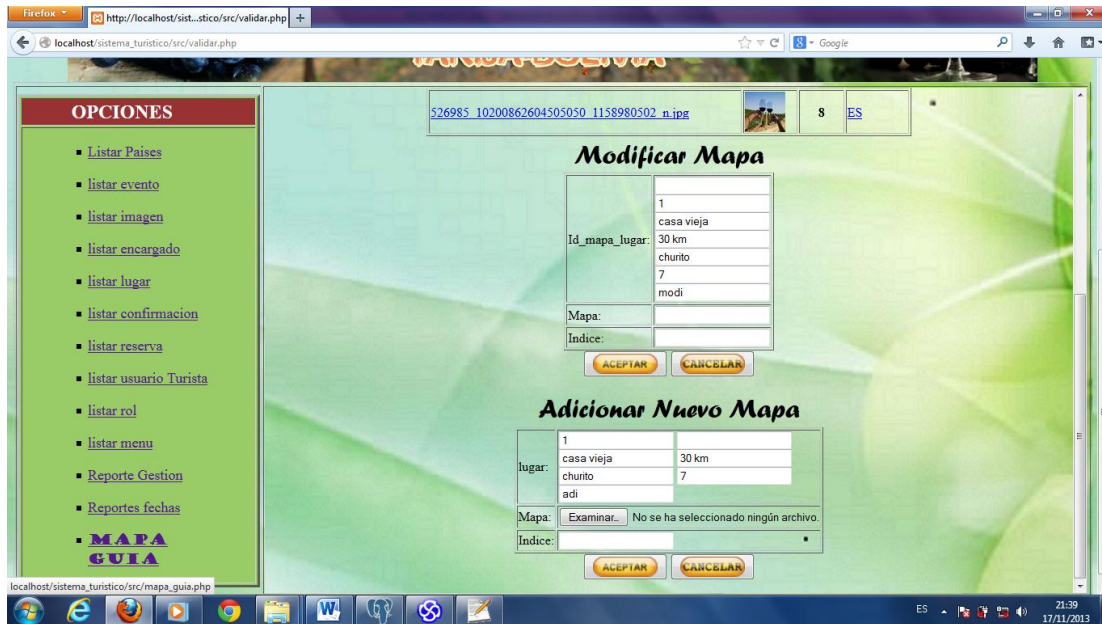 Firefox
http://localhost/sist...stico/src/validar.php
localhost/sistema_turistico/src/validar.php
Google
TARIJA-BOLIVIA
OPCIONES
Listar Paises
listar evento
listar imagen
listar encargado
listar lugar
listar confirmacion
listar reserva
listar usuario Turista
listar rol
listar menu
Reporte Gestion
Reportes fechas
MAPA
GUIA
526985_10200862604505050_1158980502_n.jpg 8 ES
Modificar Mapa
Id_mapa_lugar:
1
casa vieja
30 km
churito
7
modi
Mapa:
Indice:
ACEPTAR CANCELAR
Adicionar Nuevo Mapa
lugar:
1
casa vieja 30 km
churito 7
adi
Mapa: Examinar... No se ha seleccionado ningún archivo.
Indice:
ACEPTAR CANCELAR
localhost/sistema_turistico/src/mapa_guia.php
ES 21:39
17/11/2013